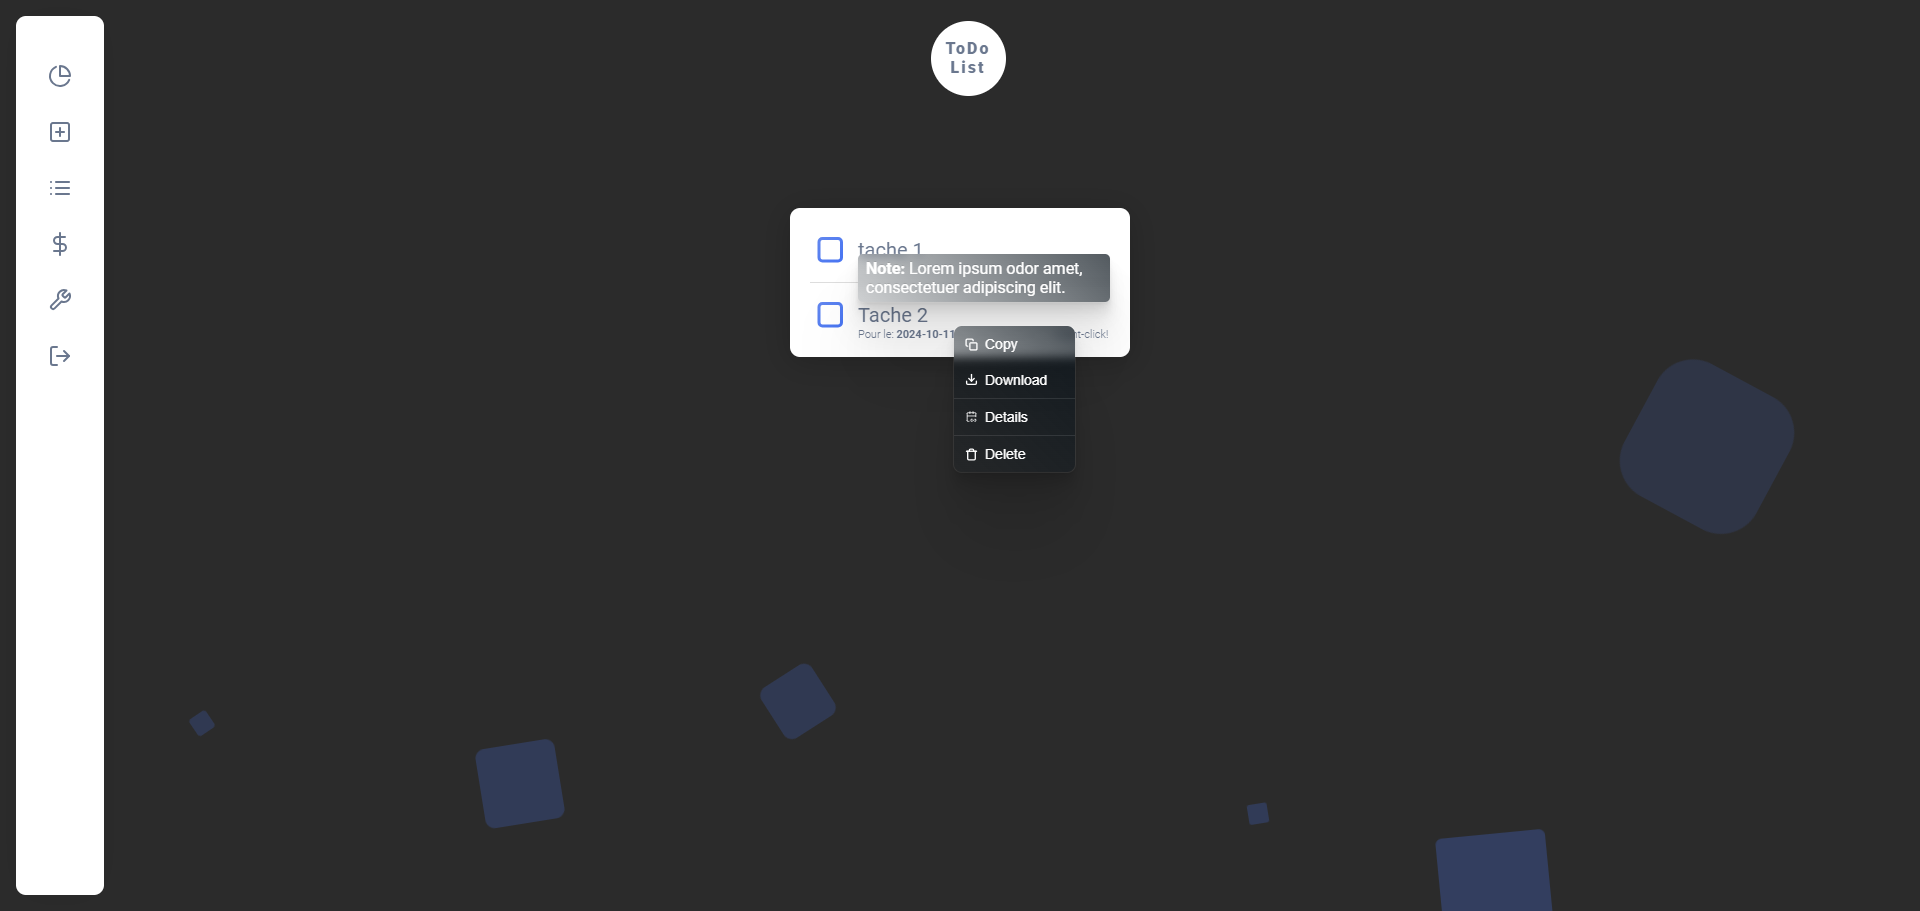 ToDo
List
tache 1
Note: Lorem ipsum odor amet,
consectetuer adipiscing elit.
Tache 2
Pour le: 2024-10-11 nt-click!
Copy
Download
Details
Delete